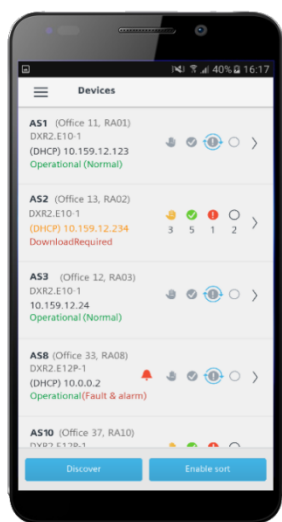 40% 16:17
Devices
AS1 (Office 11, RA01)
DXR2.E10-1
(DHCP) 10.159.12.123
Operational (Normal)
AS2 (Office 13, RA02)
DXR2.E10-1
(DHCP) 10.159.12.234
DownloadRequired
3 5 1 2
AS3 (Office 12, RA03)
DXR2.E10-1
10.159.12.24
Operational (Normal)
AS8 (Office 33, RA08)
DXR2.E12P-1
(DHCP) 10.0.0.2
Operational(Fault & alarm)
AS10 (Office 37, RA10)
DXR2.E12P-1
Discover
Enable sort